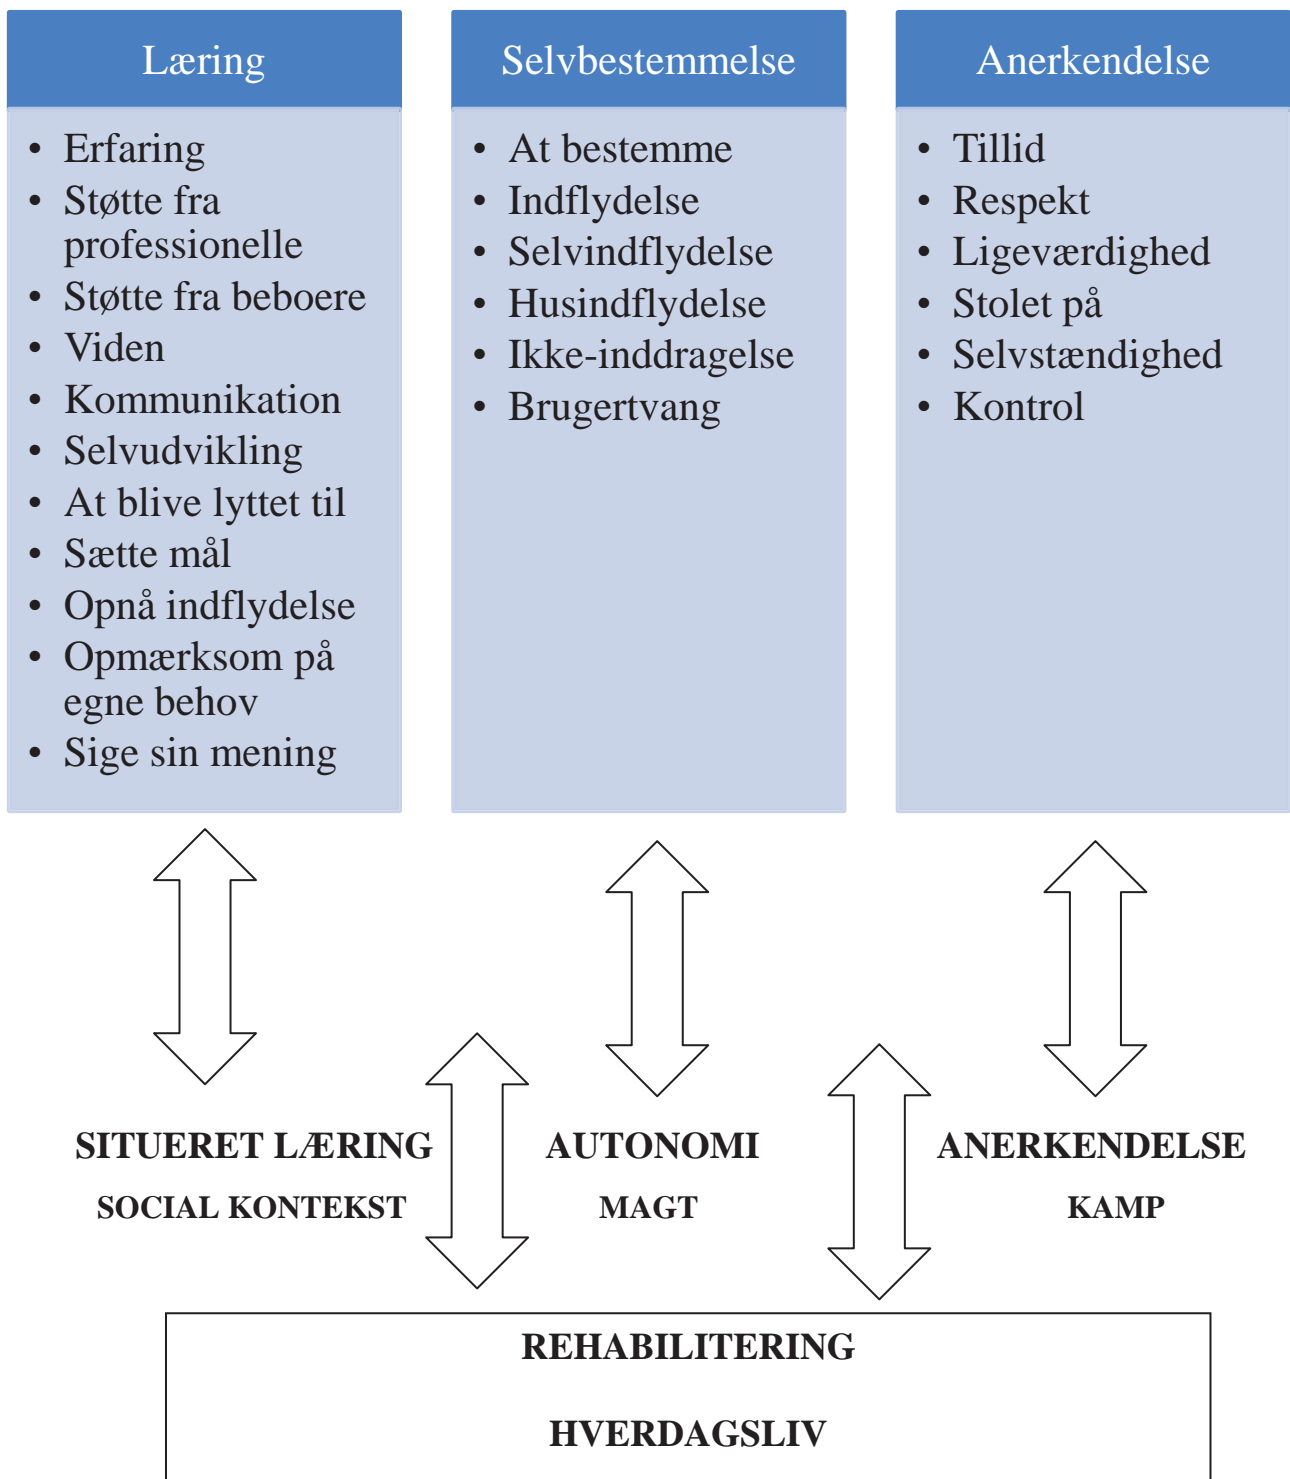 Læring
• Erfaring
• Støtte fra
professionelle
• Støtte fra beboere
• Viden
• Kommunikation
• Selvudvikling
• At blive lyttet til
• Sætte mål
• Opnå indflydelse
• Opmærksom på
egne behov
• Sige sin mening
Selvbestemmelse
• At bestemme
• Indflydelse
• Selvindflydelse
• Husindflydelse
• Ikke-inddragelse
• Brugertvang
Anerkendelse
• Tillid
• Respekt
• Ligeværdighed
• Stolet på
• Selvstændighed
• Kontrol
SITUERET LÆRING
SOCIAL KONTEKST
AUTONOMI
MAGT
ANERKENDELSE
KAMP
REHABILITERING
HVERDAGSLIV